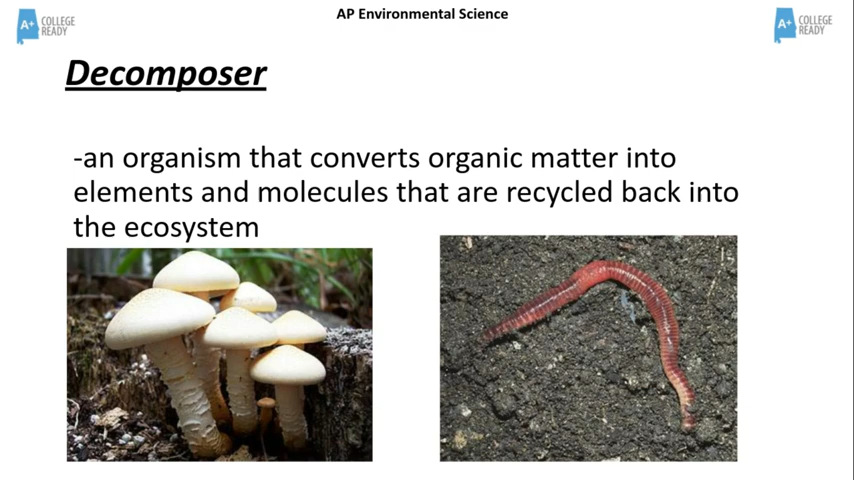 AP Environmental Science
A+ COLLEGE
READY
A+ COLLEGE
READY
Decomposer
-an organism that converts organic matter into
elements and molecules that are recycled back into
the ecosystem